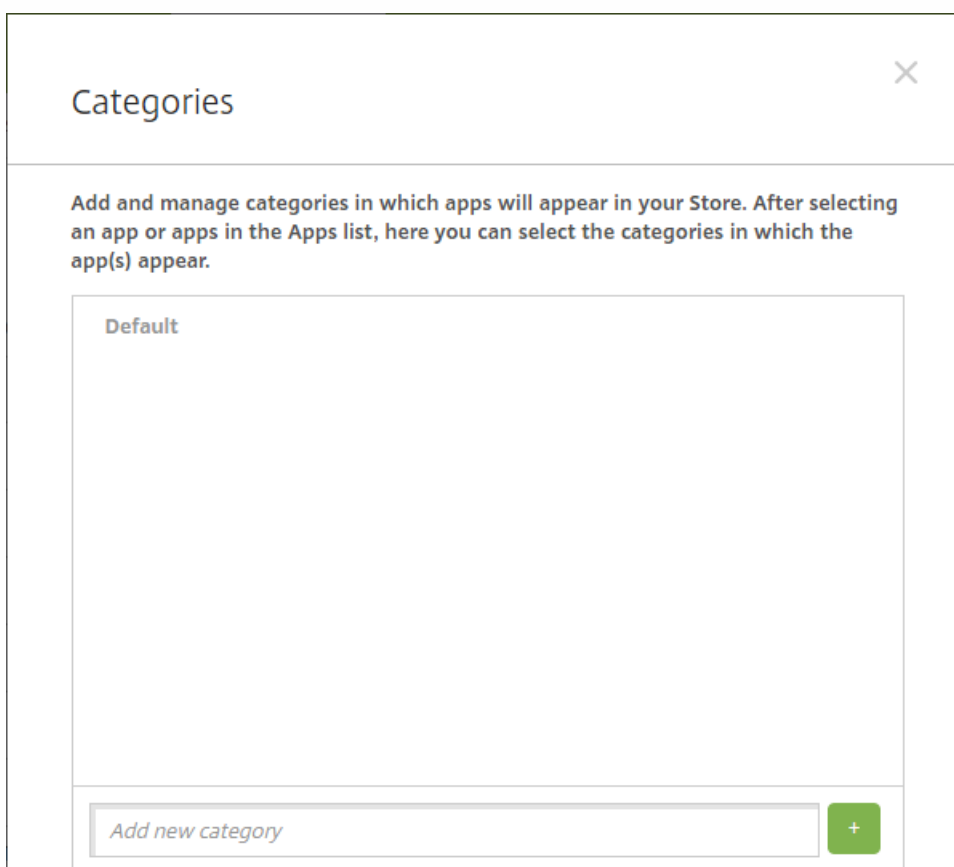 Categories
Add and manage categories in which apps will appear in your Store. After selecting
an app or apps in the Apps list, here you can select the categories in which the
app(s) appear.
Default
Add new category
+